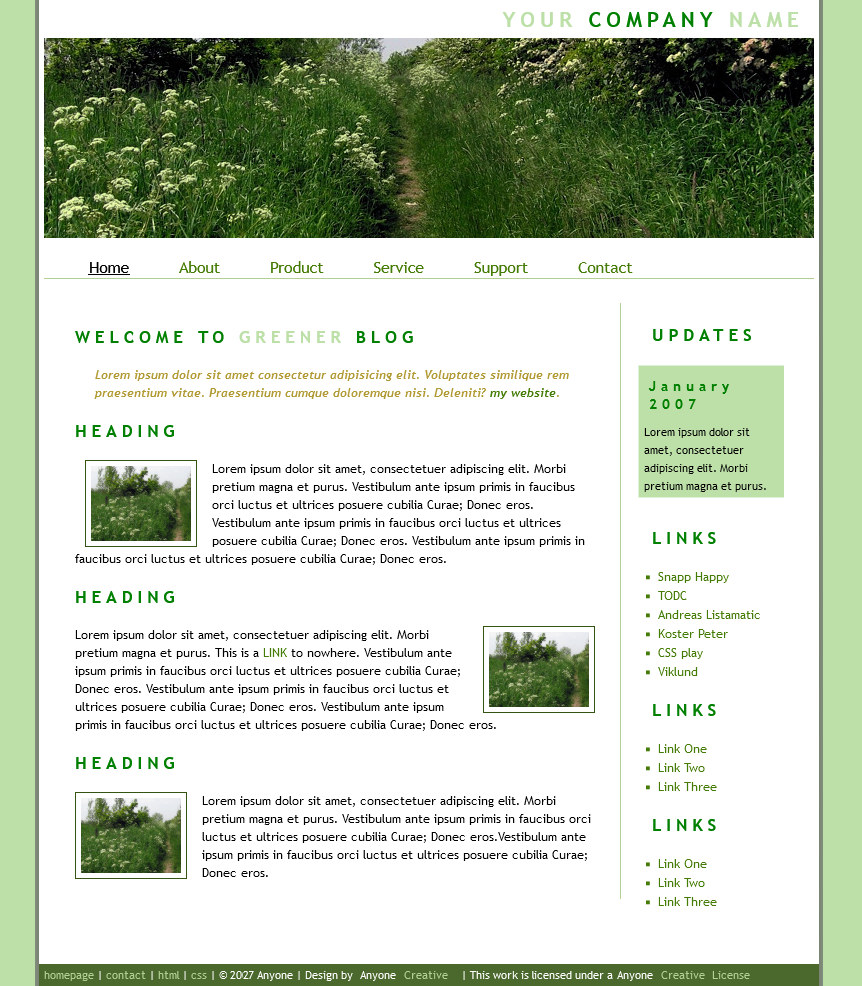 YOUR COMPANY NAME
Home About Product Service Support Contact
WELCOME TO GREENER BLOG
Lorem ipsum dolor sit amet consectetur adipisicing elit. Voluptates similique rem
praesentium vitae. Praesentium cumque doloremque nisi. Deleniti? my website.
HEADING
Lorem ipsum dolor sit amet, consectetuer adipiscing elit. Morbi
pretium magna et purus. Vestibulum ante ipsum primis in faucibus
orci luctus et ultrices posuere cubilia Curae; Donec eros.
Vestibulum ante ipsum primis in faucibus orci luctus et ultrices
posuere cubilia Curae; Donec eros. Vestibulum ante ipsum primis in
faucibus orci luctus et ultrices posuere cubilia Curae; Donec eros.
HEADING
Lorem ipsum dolor sit amet, consectetuer adipiscing elit. Morbi
pretium magna et purus. This is a LINK to nowhere. Vestibulum ante
ipsum primis in faucibus orci luctus et ultrices posuere cubilia Curae;
Donec eros. Vestibulum ante ipsum primis in faucibus orci luctus et
ultrices posuere cubilia Curae; Donec eros. Vestibulum ante ipsum
primis in faucibus orci luctus et ultrices posuere cubilia Curae; Donec eros.
HEADING
Lorem ipsum dolor sit amet, consectetuer adipiscing elit. Morbi
pretium magna et purus. Vestibulum ante ipsum primis in faucibus orci
luctus et ultrices posuere cubilia Curae; Donec eros.Vestibulum ante
ipsum primis in faucibus orci luctus et ultrices posuere cubilia Curae;
Donec eros.
UPDATES
January
2007
Lorem ipsum dolor sit
amet, consectetuer
adipiscing elit. Morbi
pretium magna et purus.
LINKS
Snapp Happy
TODC
Andreas Listamatic
Koster Peter
CSS play
Viklund
LINKS
Link One
Link Two
Link Three
LINKS
Link One
Link Two
Link Three
homepage | contact | html | css | © 2027 Anyone | Design by Anyone Creative | This work is licensed under a Anyone Creative License